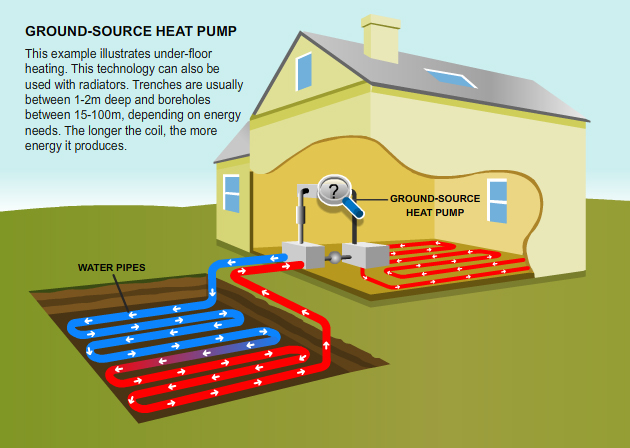 GROUND-SOURCE HEAT PUMP
This example illustrates under-floor
heating. This technology can also be
used with radiators. Trenches are usually
between 1-2m deep and boreholes
between 15-100m, depending on energy
needs. The longer the coil, the more
energy it produces.
?
GROUND-SOURCE
HEAT PUMP
WATER PIPES